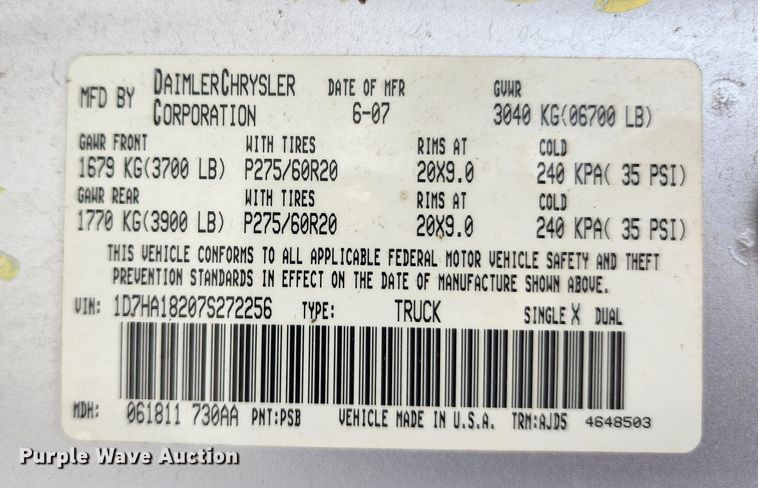 MFD BY DAIMLERCHRYSLER CORPORATION DATE OF MFR 6-07 GVWR 3040 KG(06700 LB)
GAWR FRONT WITH TIRES RIMS AT COLD
1679 KG(3700 LB) P275/60R20 20X9.0 240 KPA( 35 PSI)
GAWR REAR WITH TIRES RIMS AT COLD
1770 KG(3900 LB) P275/60R20 20X9.0 240 KPA( 35 PSI)
THIS VEHICLE CONFORMS TO ALL APPLICABLE FEDERAL MOTOR VEHICLE SAFETY AND THEFT
PREVENTION STANDARDS IN EFFECT ON THE DATE OF MANUFACTURE SHOWN ABOVE.
VIN: 1D7HA18207S272256 TYPE: TRUCK SINGLE X DUAL
MDH: 061811 730AA PNT:PSB VEHICLE MADE IN U.S.A. TRM:AJD5 4648503
Purple Wave Auction